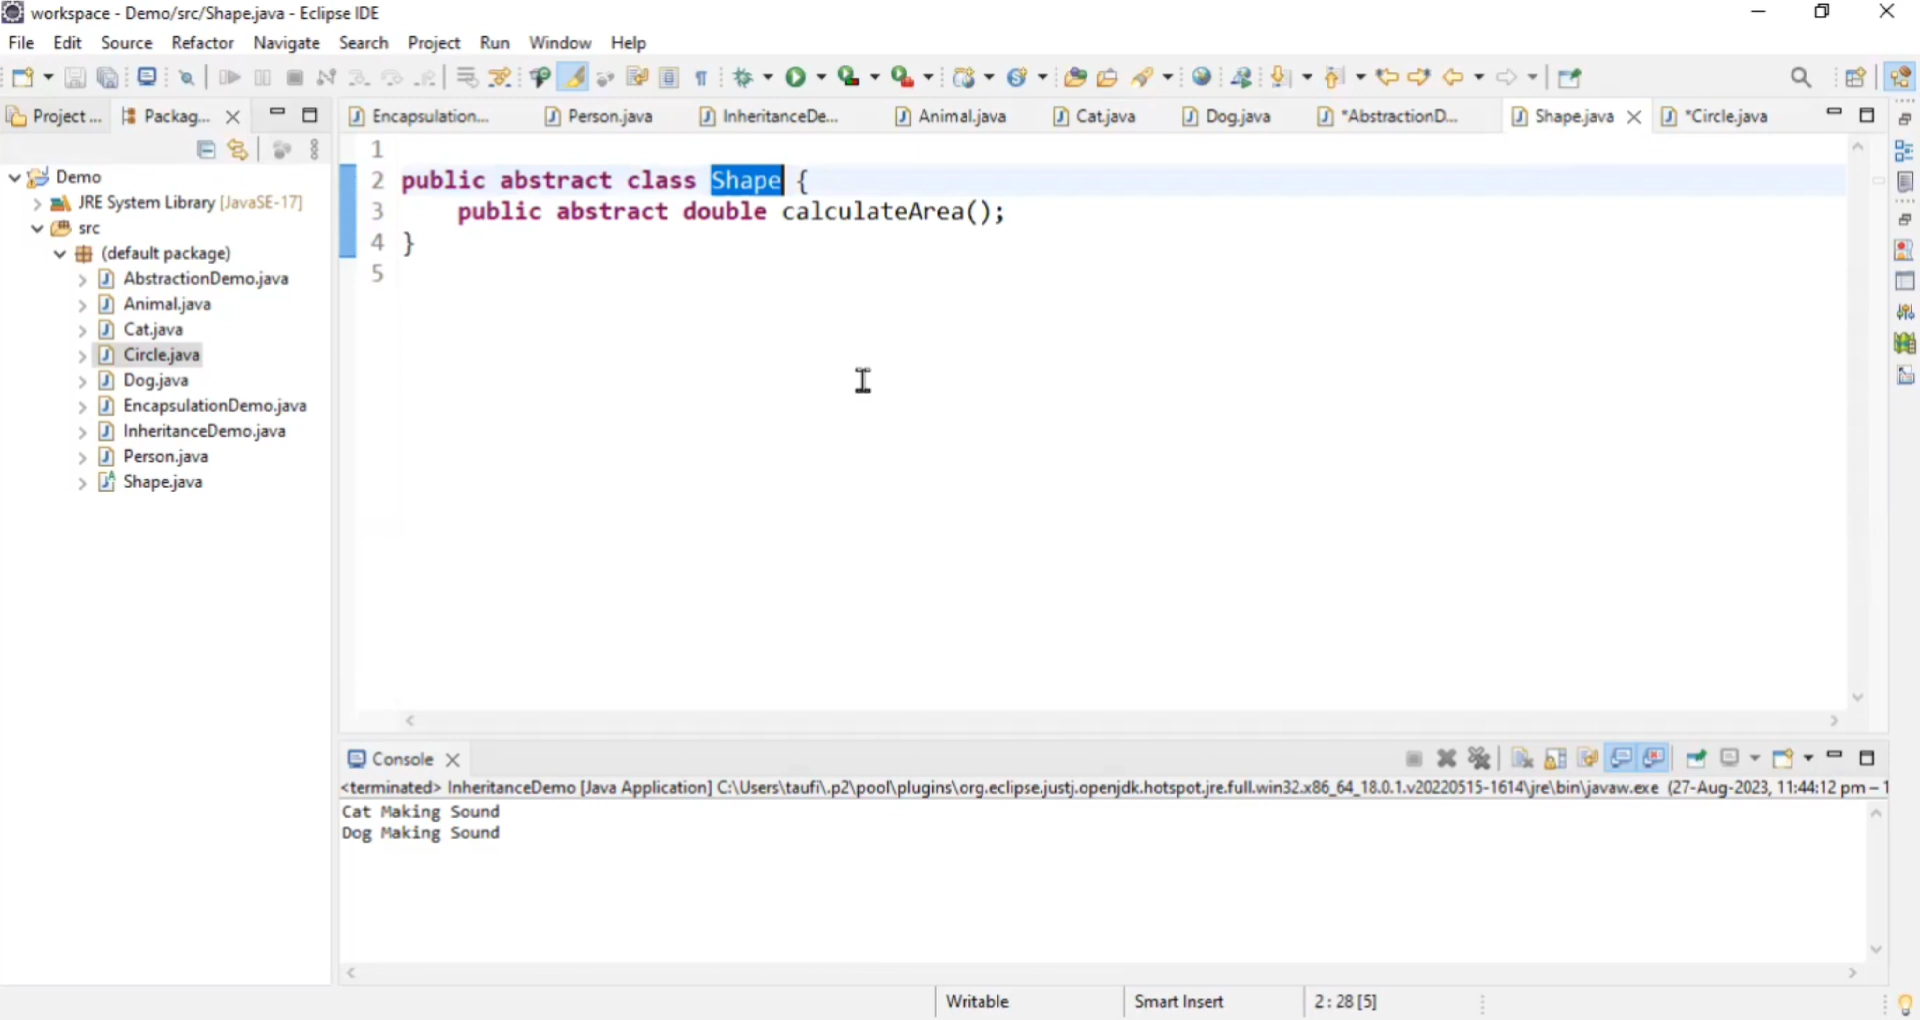 workspace - Demo/src/Shape.java - Eclipse IDE
File Edit Source Refactor Navigate Search Project Run Window Help
Project ... Packag...
Encapsulation... Person.java InheritanceDe... Animal.java Cat.java Dog.java *AbstractionD... Shape.java *Circle.java
Demo
JRE System Library [JavaSE-17]
src
(default package)
AbstractionDemo.java
Animal.java
Cat.java
Circle.java
Dog.java
EncapsulationDemo.java
InheritanceDemo.java
Person.java
Shape.java
1
2 public abstract class Shape {
3 public abstract double calculateArea();
4 }
5
Console
<terminated> InheritanceDemo [Java Application] C:\Users\taufi\.p2\pool\plugins\org.eclipse.justj.openjdk.hotspot.jre.full.win32.x86_64_18.0.1.v20220515-1614\jre\bin\javaw.exe (27-Aug-2023, 11:44:12 pm – 1
Cat Making Sound
Dog Making Sound
Writable Smart Insert 2 : 28 [5]